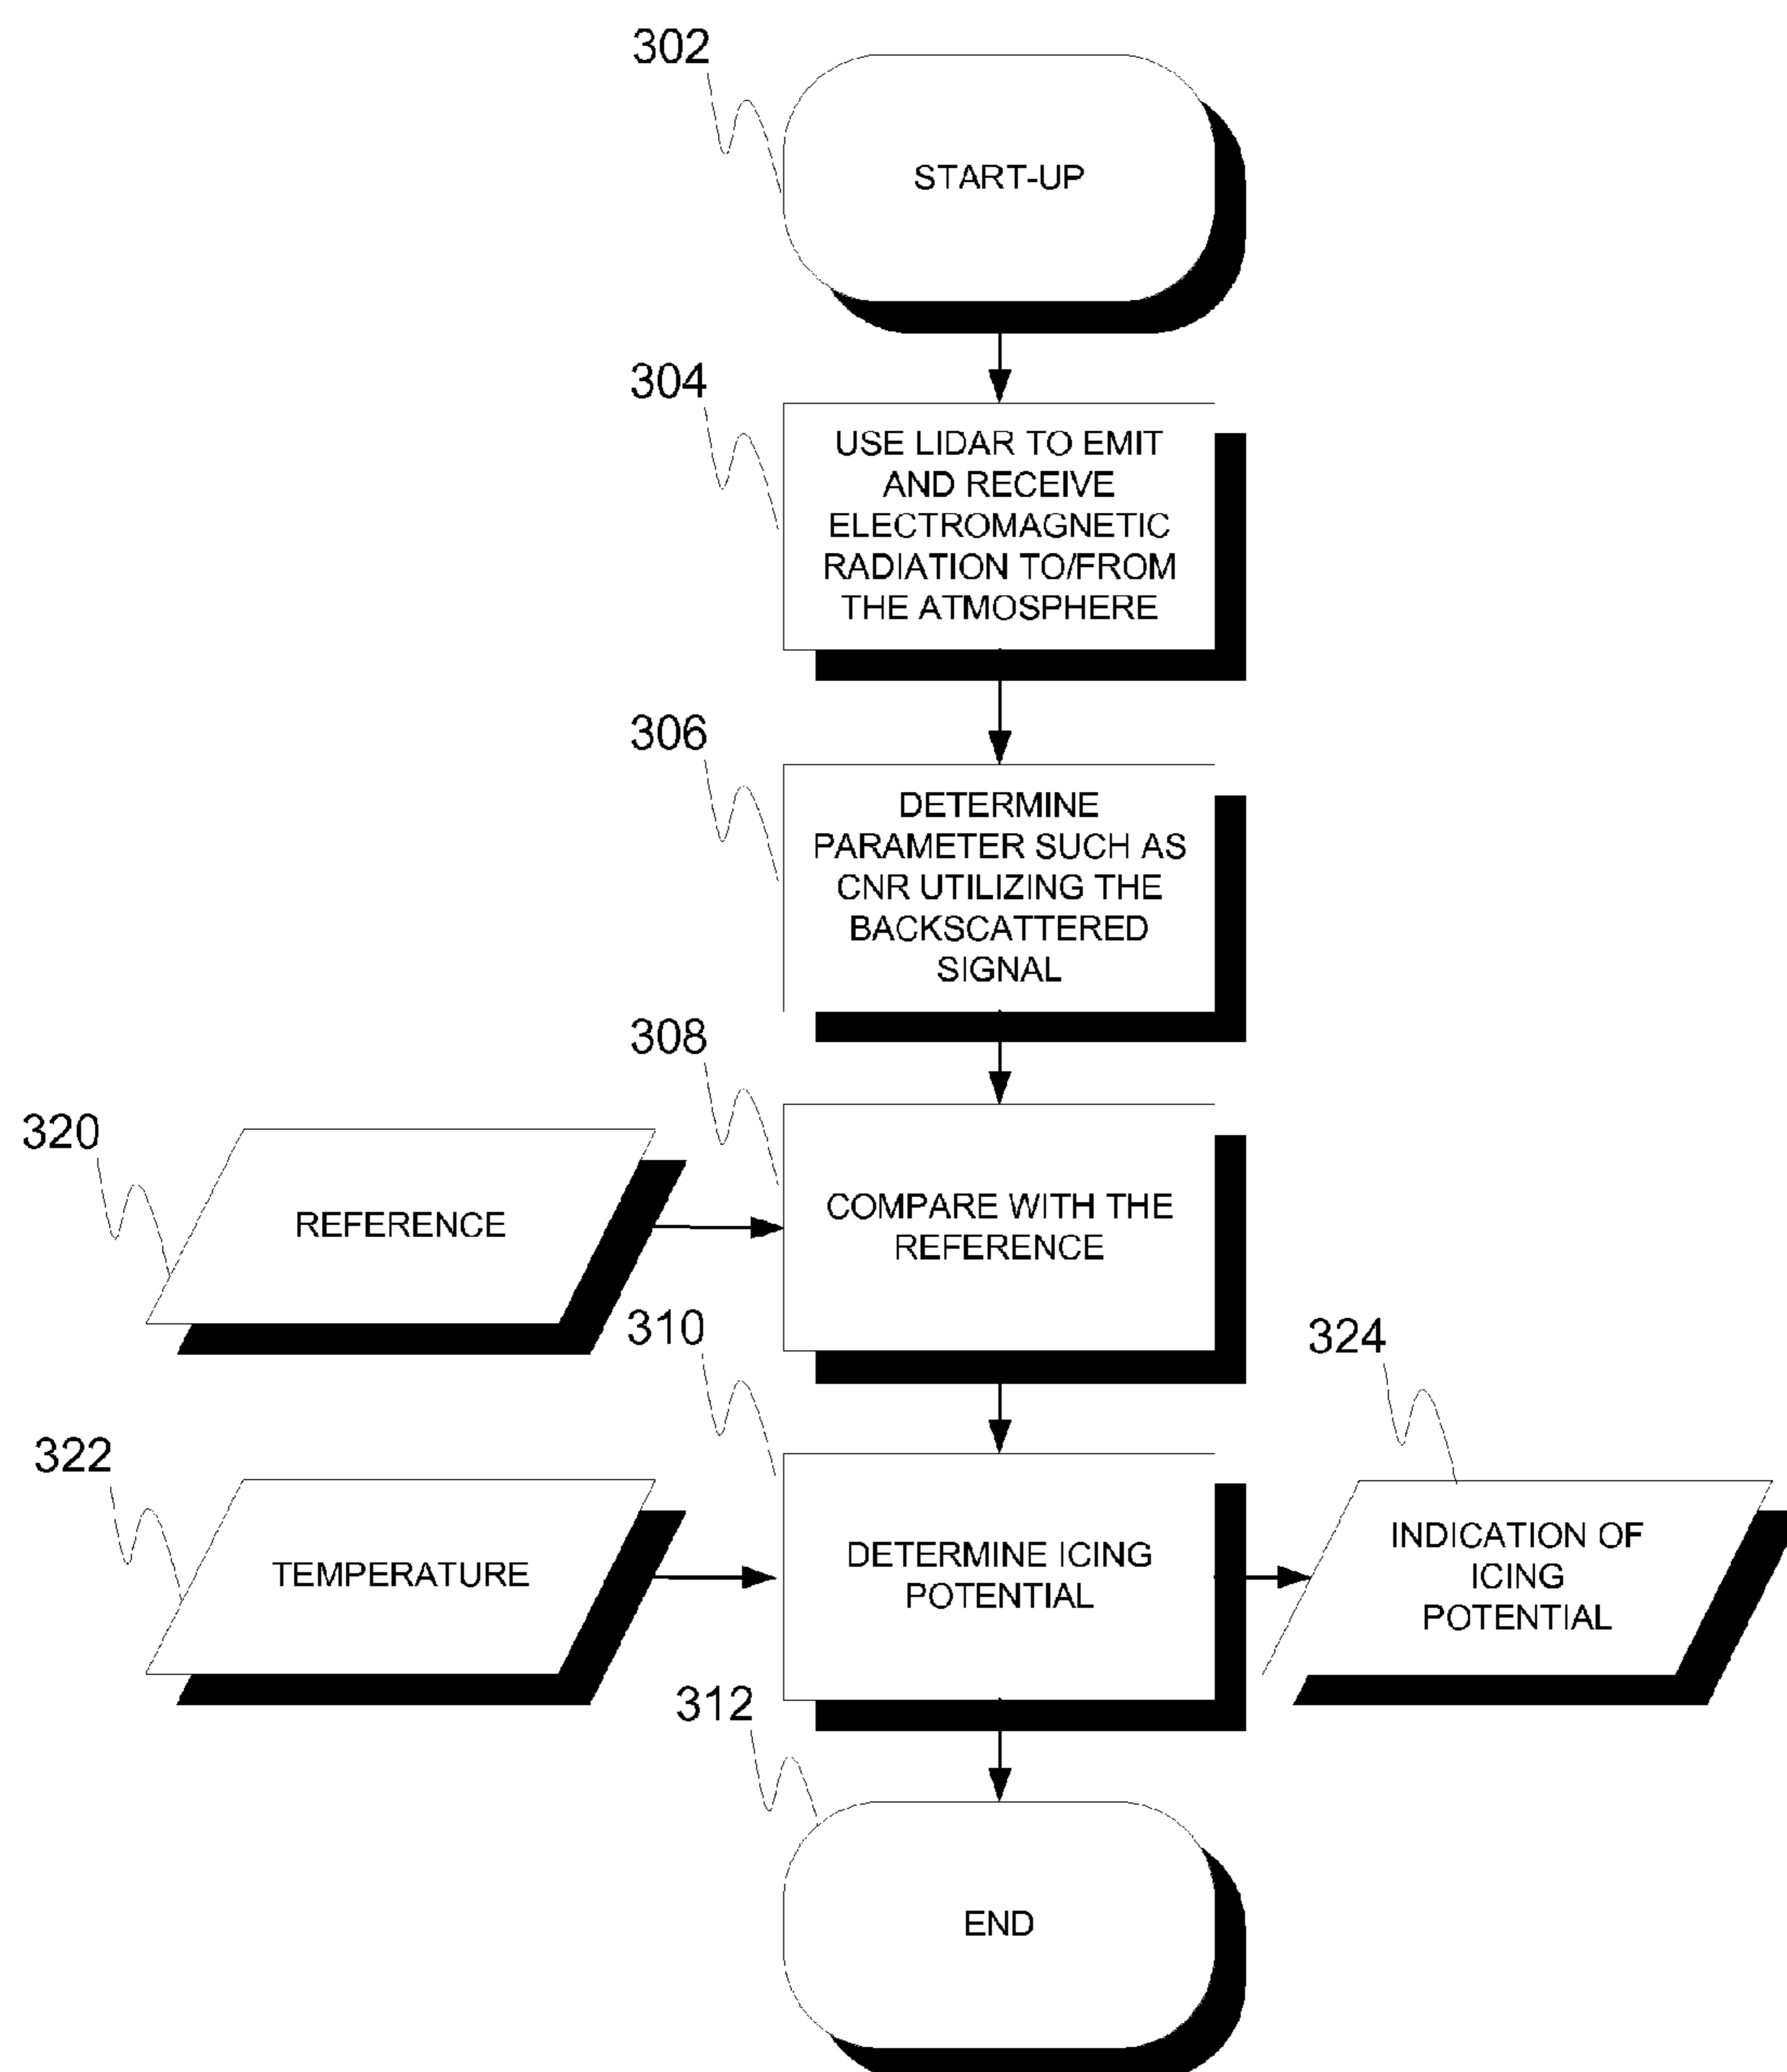 302
START-UP
304
USE LIDAR TO EMIT
AND RECEIVE
ELECTROMAGNETIC
RADIATION TO/FROM
THE ATMOSPHERE
306
DETERMINE
PARAMETER SUCH AS
CNR UTILIZING THE
BACKSCATTERED
SIGNAL
308
320
REFERENCE
COMPARE WITH THE
REFERENCE
310
324
322
TEMPERATURE
DETERMINE ICING
POTENTIAL
INDICATION OF
ICING
POTENTIAL
312
END